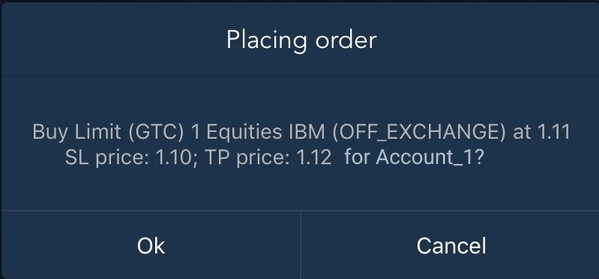 Placing order
Buy Limit (GTC) 1 Equities IBM (OFF_EXCHANGE) at 1.11
SL price: 1.10; TP price: 1.12 for Account_1?
Ok
Cancel